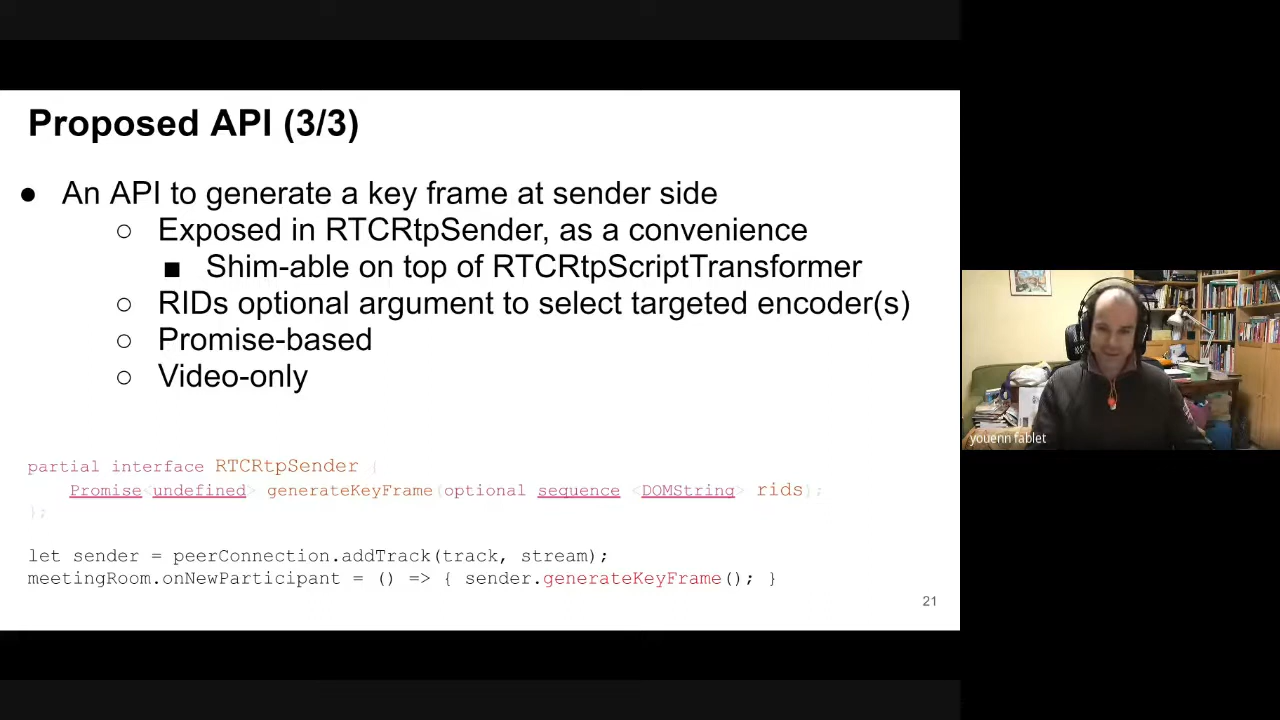 Proposed API (3/3)
● An API to generate a key frame at sender side
○ Exposed in RTCRtpSender, as a convenience
■ Shim-able on top of RTCRtpScriptTransformer
○ RIDs optional argument to select targeted encoder(s)
○ Promise-based
○ Video-only
partial interface RTCRtpSender {
Promise<undefined> generateKeyFrame(optional sequence <DOMString> rids);
};
let sender = peerConnection.addTrack(track, stream);
meetingRoom.onNewParticipant = () => { sender.generateKeyFrame(); }
21
youenn fablet